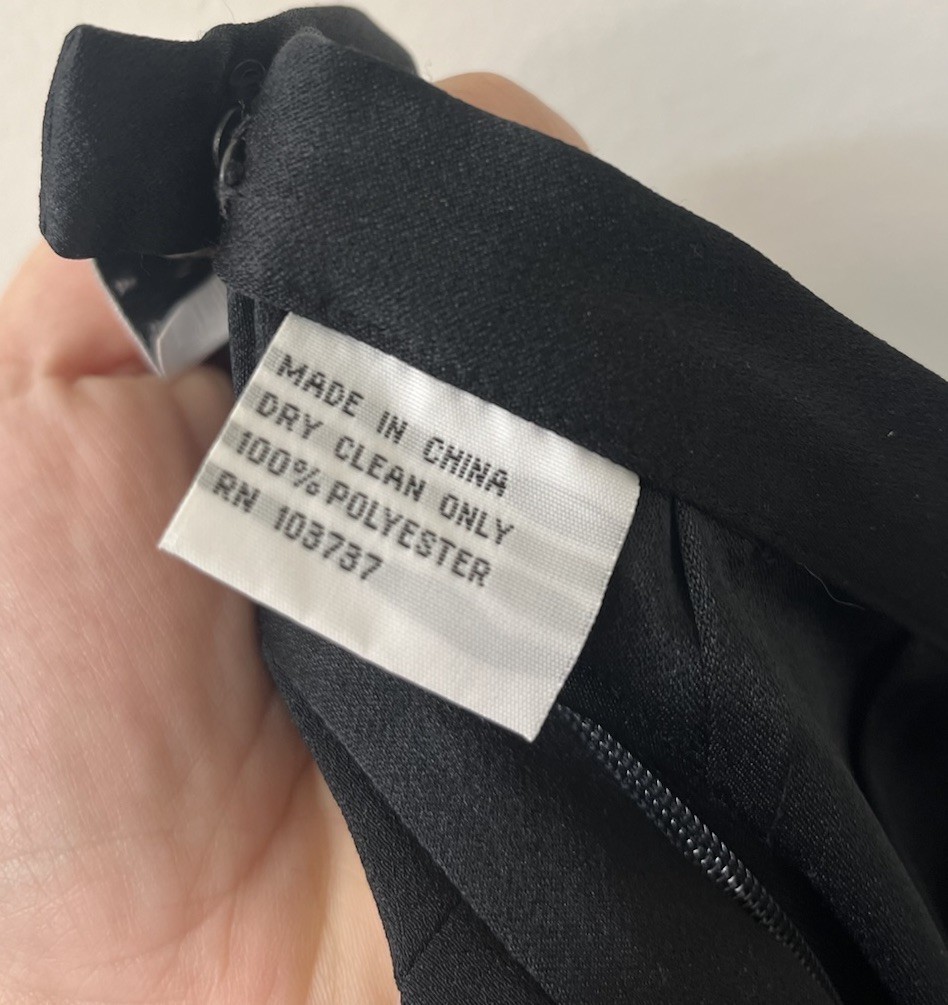 MADE IN CHINA
DRY CLEAN ONLY
100% POLYESTER
RN 103737